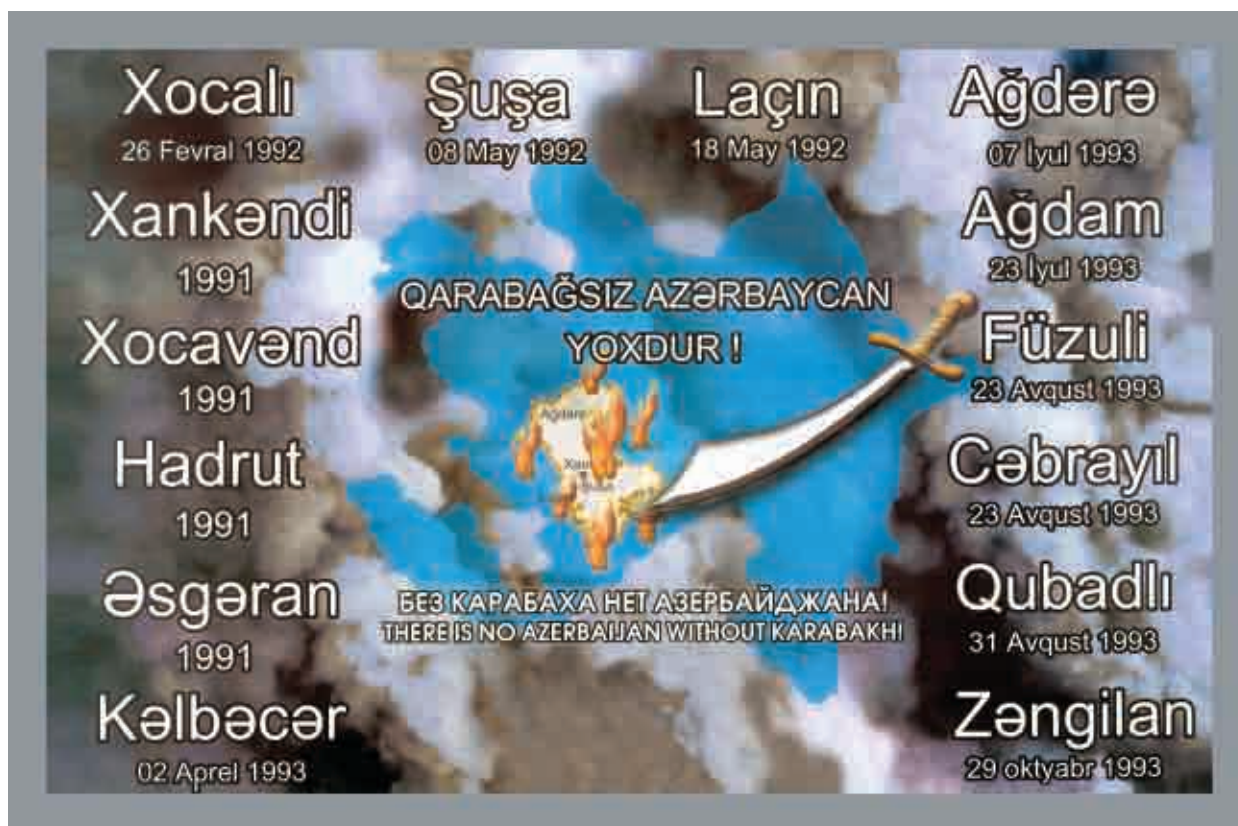 Xocalı
26 Fevral 1992
Şuşa
08 May 1992
Laçın
18 May 1992
Ağdərə
07 İyul 1993
Xankəndi
1991
Ağdam
23 İyul 1993
QARABAĞSIZ AZƏRBAYCAN
YOXDUR !
Xocavənd
1991
Füzuli
23 Avqust 1993
Ağdərə
Hadrut
1991
Cəbrayıl
23 Avqust 1993
Əsgəran
1991
БЕЗ КАРАБАХА НЕТ АЗЕРБАЙДЖАНА!
THERE IS NO AZERBAIJAN WITHOUT KARABAKH!
Qubadlı
31 Avqust 1993
Kəlbəcər
02 Aprel 1993
Zəngilan
29 oktyabr 1993